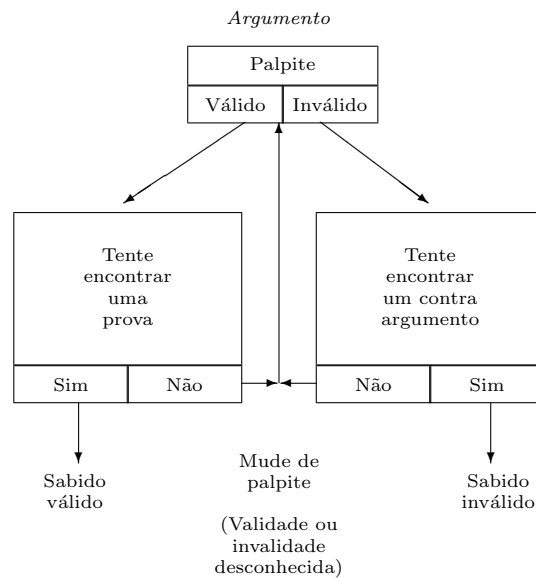 Argumento
Palpite
Válido Inválido
Tente
encontrar
uma
prova
Sim Não
Tente
encontrar
um contra
argumento
Não Sim
Sabido
válido
Mude de
palpite
(Validade ou
invalidade
desconhecida)
Sabido
inválido